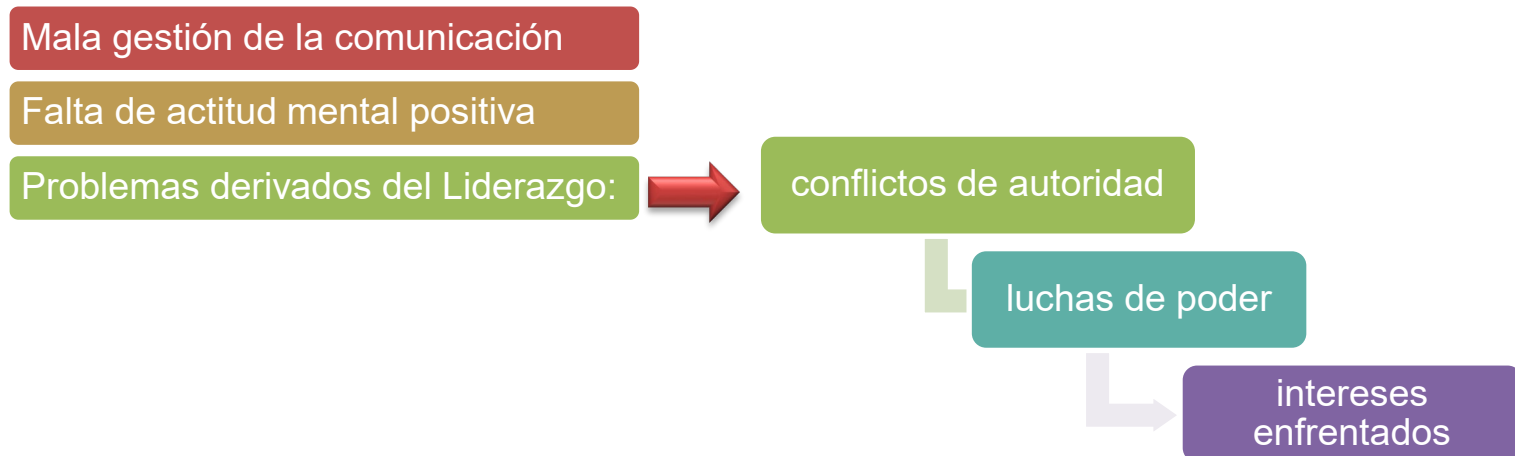 Mala gestión de la comunicación
Falta de actitud mental positiva
Problemas derivados del Liderazgo:
conflictos de autoridad
luchas de poder
intereses
enfrentados